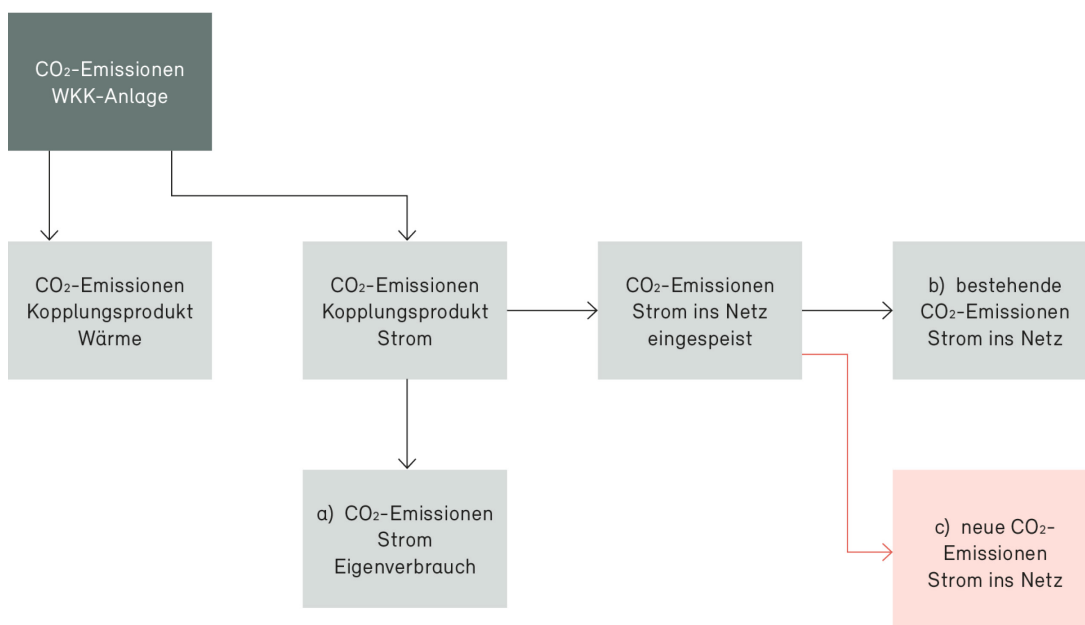 CO₂-Emissionen
WKK-Anlage
CO₂-Emissionen
Kopplungsprodukt
Wärme
CO₂-Emissionen
Kopplungsprodukt
Strom
CO₂-Emissionen
Strom ins Netz
eingespeist
b) bestehende
CO₂-Emissionen
Strom ins Netz
a) CO₂-Emissionen
Strom
Eigenverbrauch
c) neue CO₂-
Emissionen
Strom ins Netz